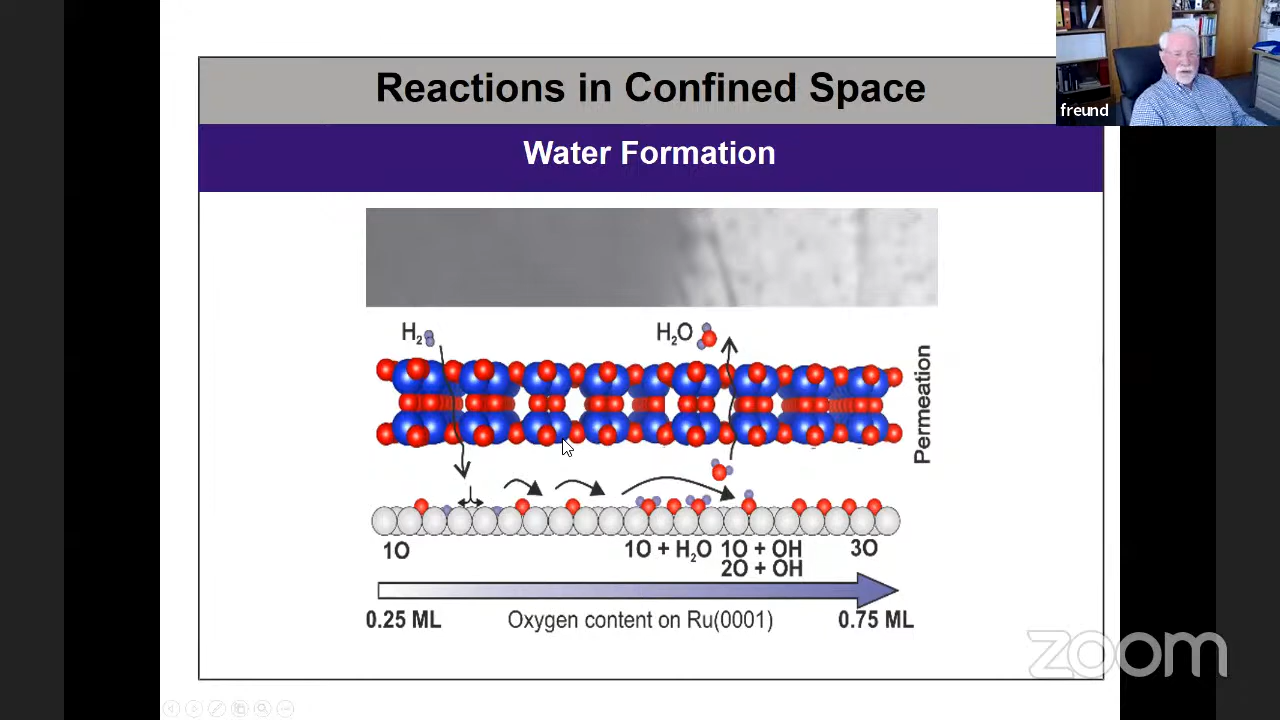 Reactions in Confined Space
freund
Water Formation
H₂
H₂O
Permeation
1O
1O + H₂O
1O + OH
3O
2O + OH
0.25 ML
Oxygen content on Ru(0001)
0.75 ML
zoom